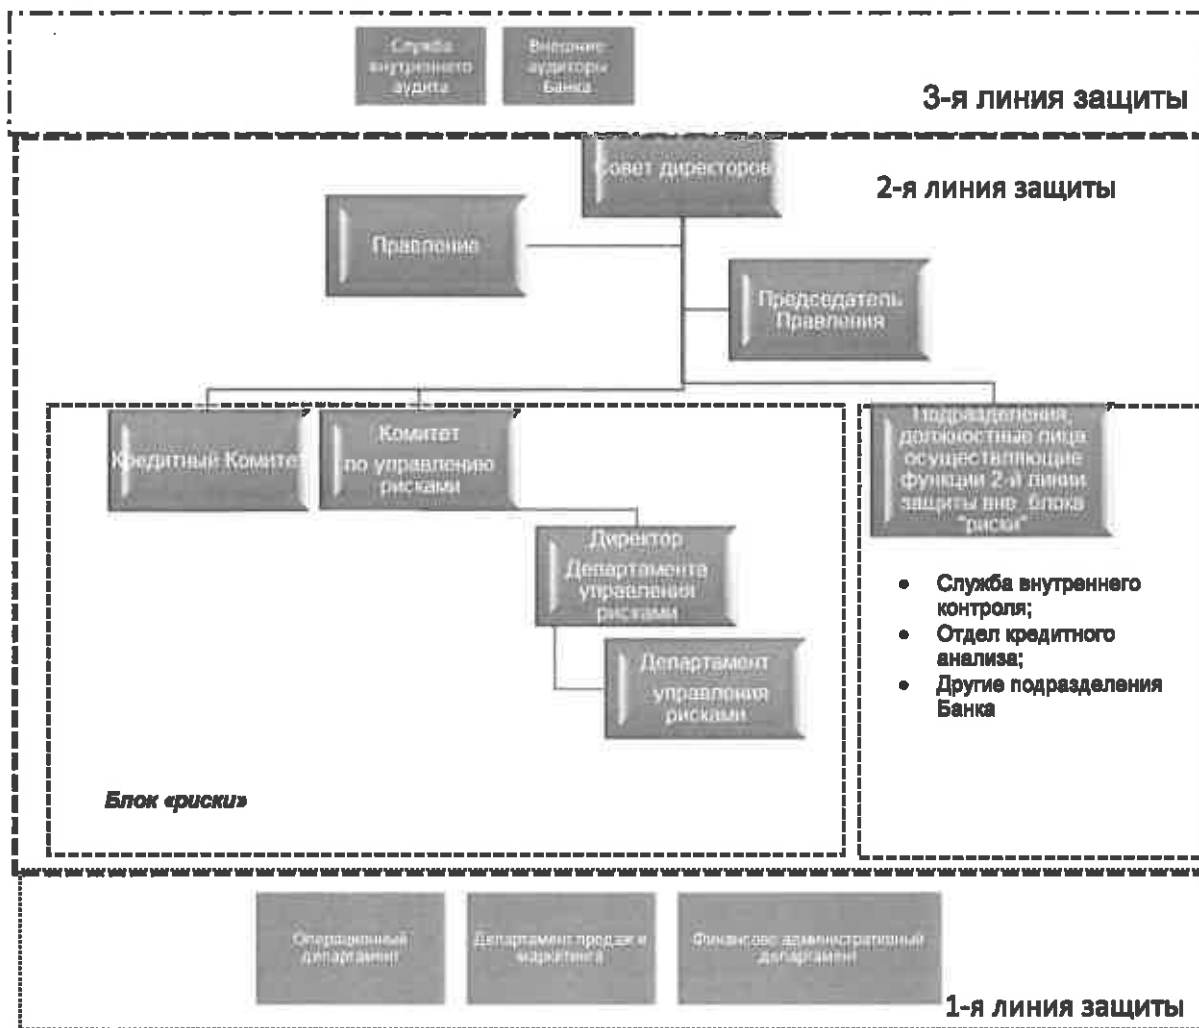 Служба
внутреннего
аудита
Внешние
аудиторы
Банка
3-я линия защиты
Совет директоров
2-я линия защиты
Правление
Председатель
Правления
Кредитный Комитет
Комитет
по управлению
рисками
Подразделения,
должностные лица
осуществляющие
функции 2-й линии
защиты вне блока
"риски"
Директор
Департамента
управления
рисками
Департамент
управления
рисками
• Служба внутреннего
контроля;
• Отдел кредитного
анализа;
• Другие подразделения
Банка
Блок «риски»
Операционный
департамент
Департамент продаж и
маркетинга
Финансово административный
департамент
1-я линия защиты